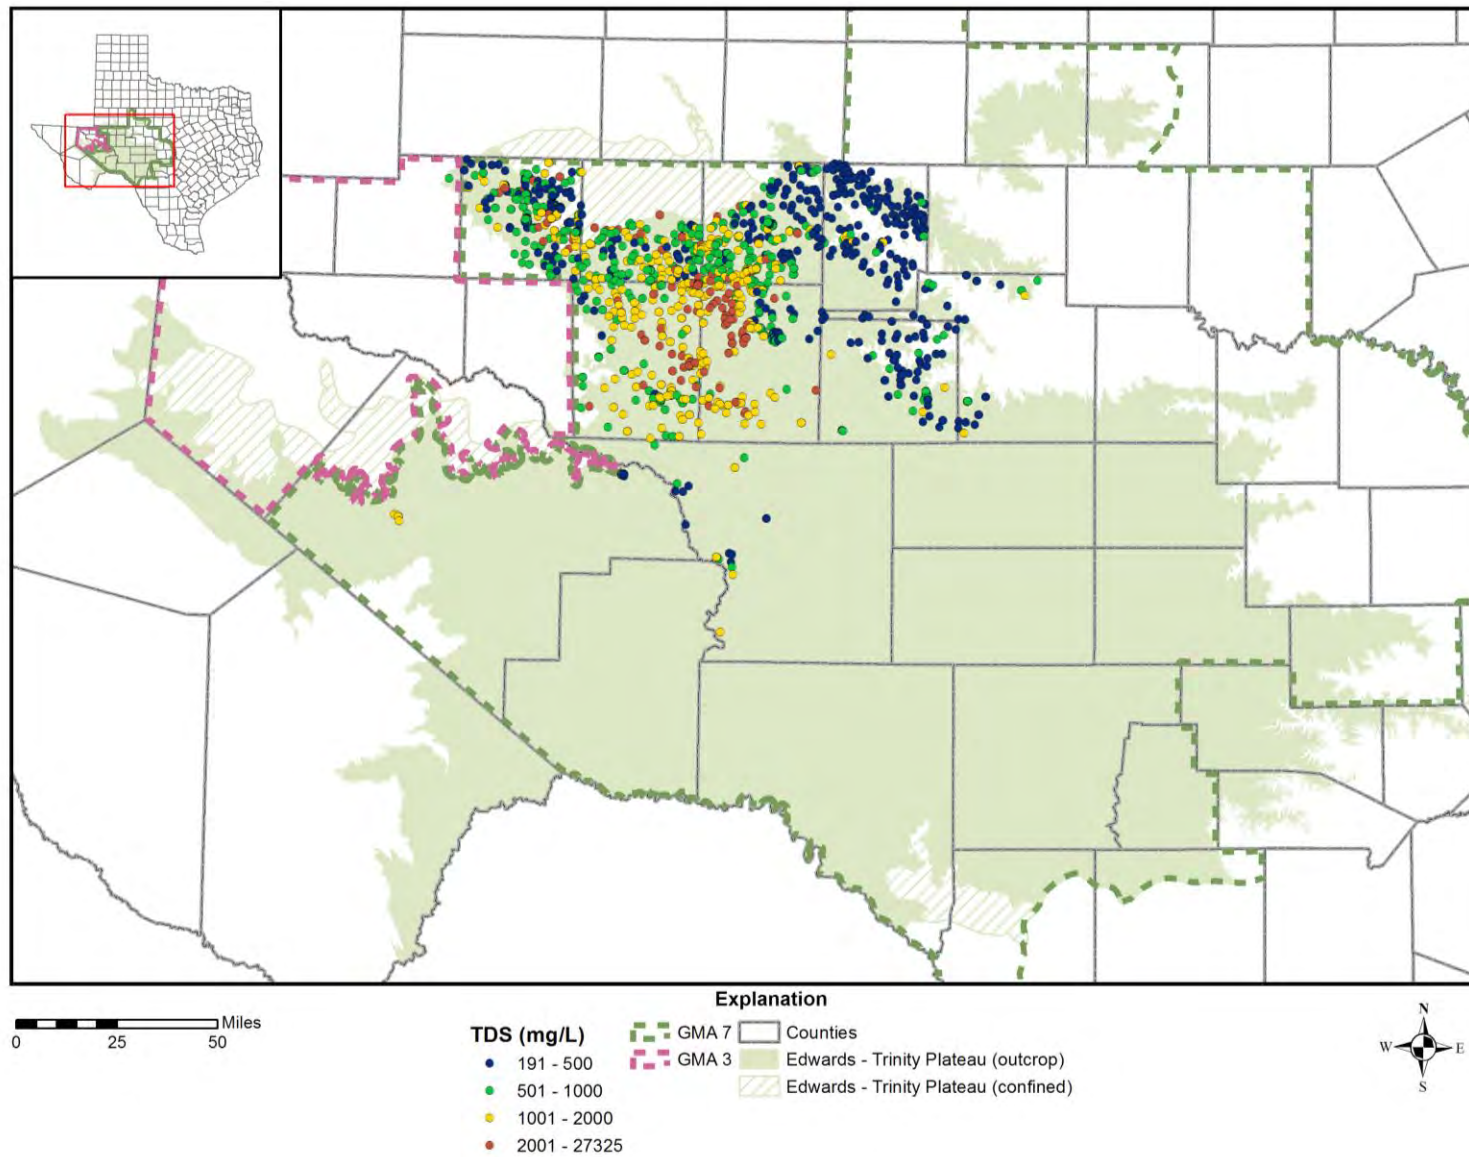 Explanation
Miles
0 25 50
TDS (mg/L)
191 - 500
501 - 1000
1001 - 2000
2001 - 27325
GMA 7
GMA 3
Counties
Edwards - Trinity Plateau (outcrop)
Edwards - Trinity Plateau (confined)
N
W E
S